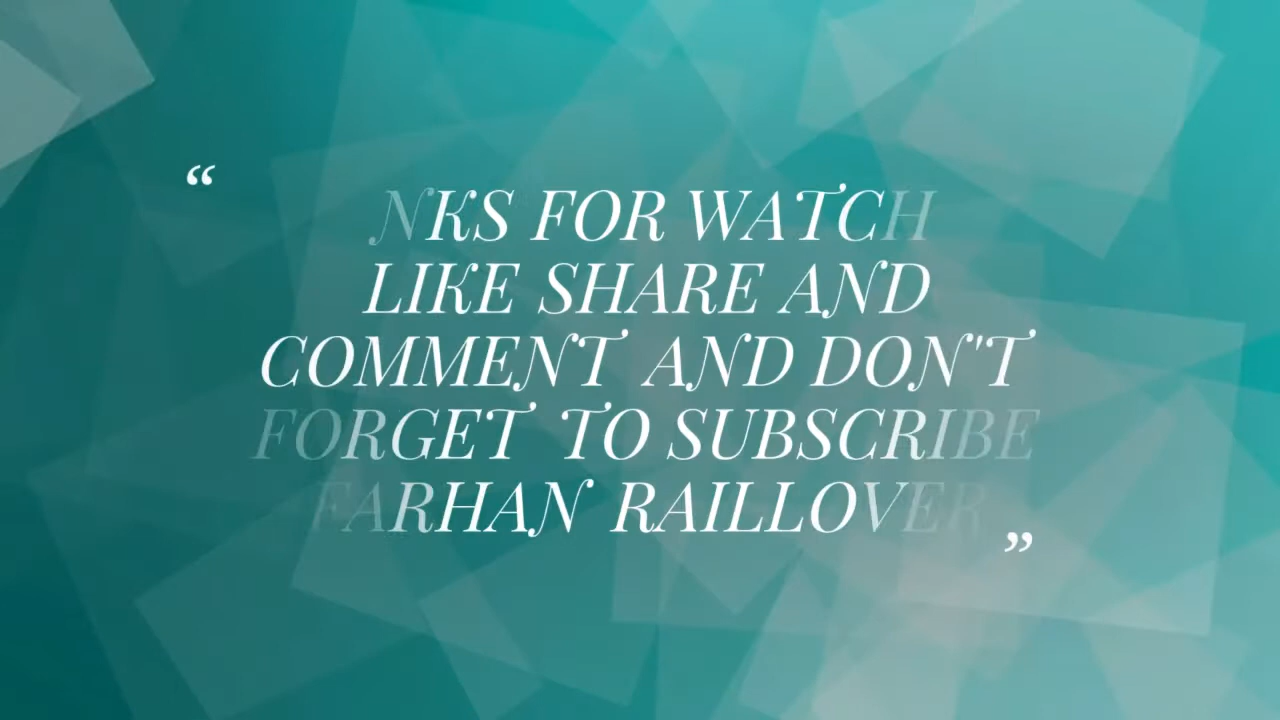 “
NKS FOR WATCH
LIKE SHARE AND
COMMENT AND DON'T
FORGET TO SUBSCRIBE
FARHAN RAILLOVER
”